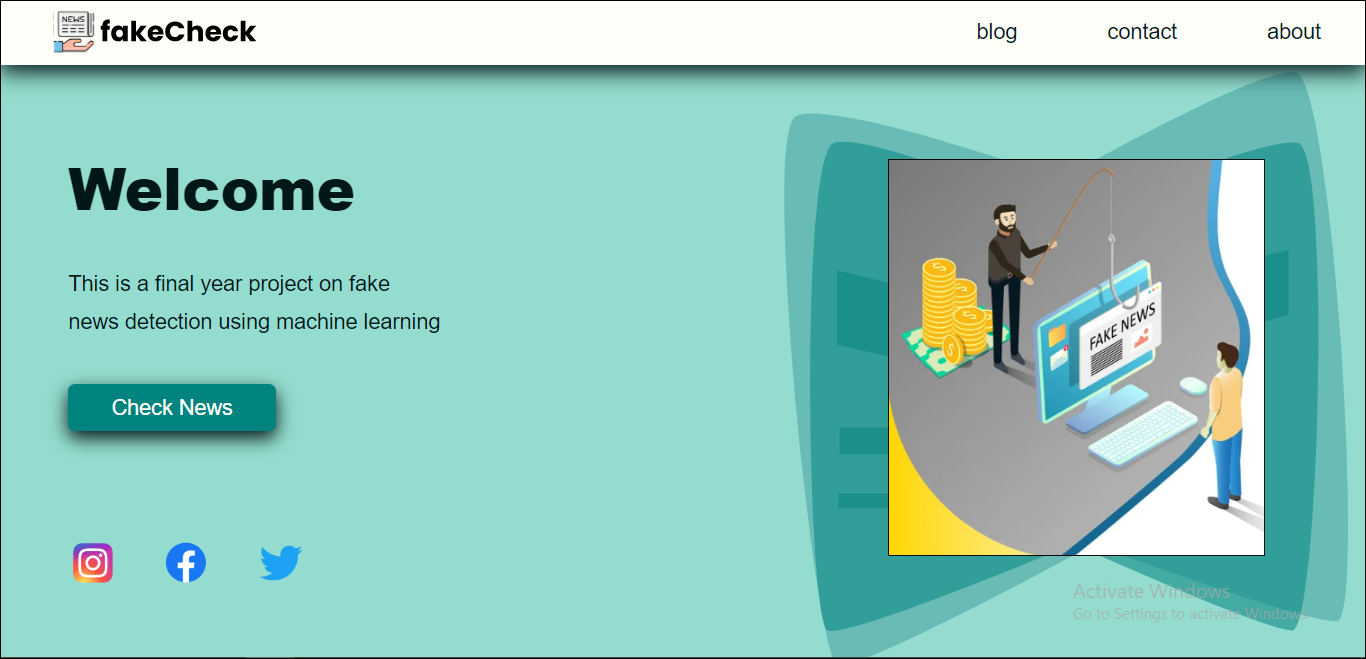 NEWS
fakeCheck
blog
contact
about
Welcome
This is a final year project on fake
news detection using machine learning
Check News
FAKE NEWS
Activate Windows
Go to Settings to activate Windows.